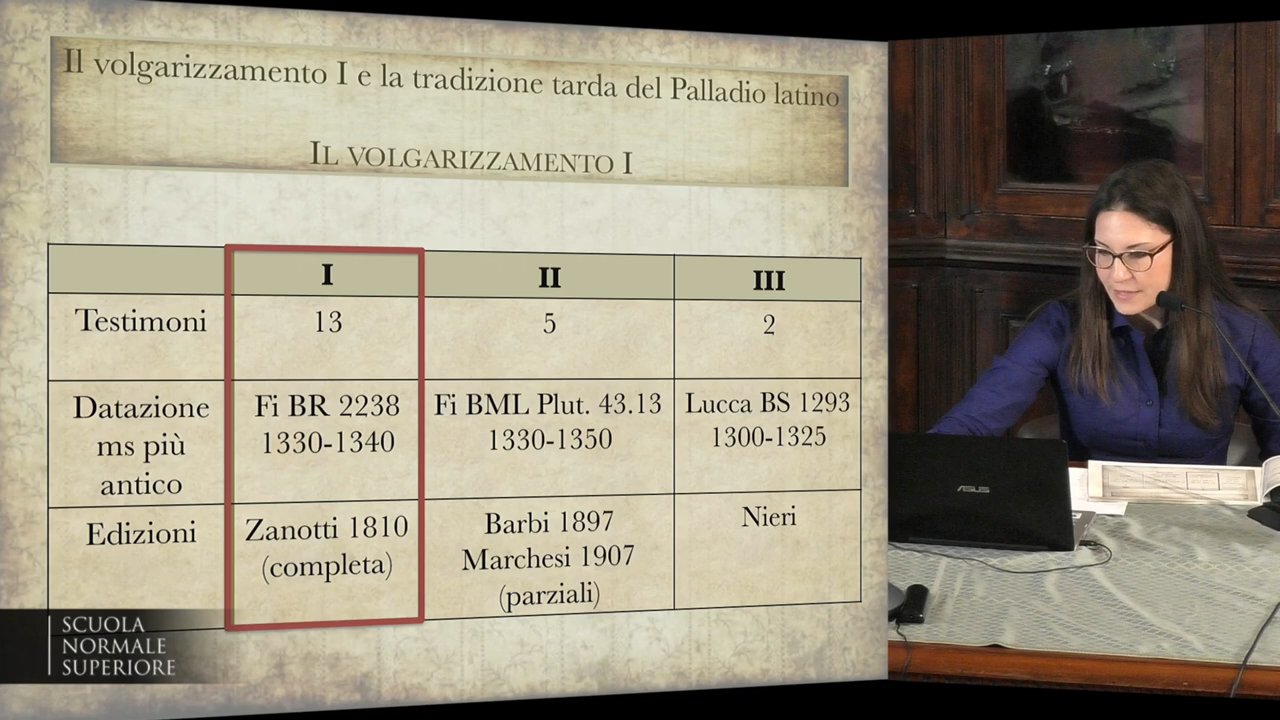 Il volgarizzamento I e la tradizione tarda del Palladio latino
IL VOLGARIZZAMENTO I
I II III
Testimoni 13 5 2
Datazione ms più antico
Fi BR 2238
1330-1340
Fi BML Plut. 43.13
1330-1350
Lucca BS 1293
1300-1325
Edizioni
Zanotti 1810
(completa)
Barbi 1897
Marchesi 1907
(parziali)
Nieri
SCUOLA
NORMALE
SUPERIORE
ASUS